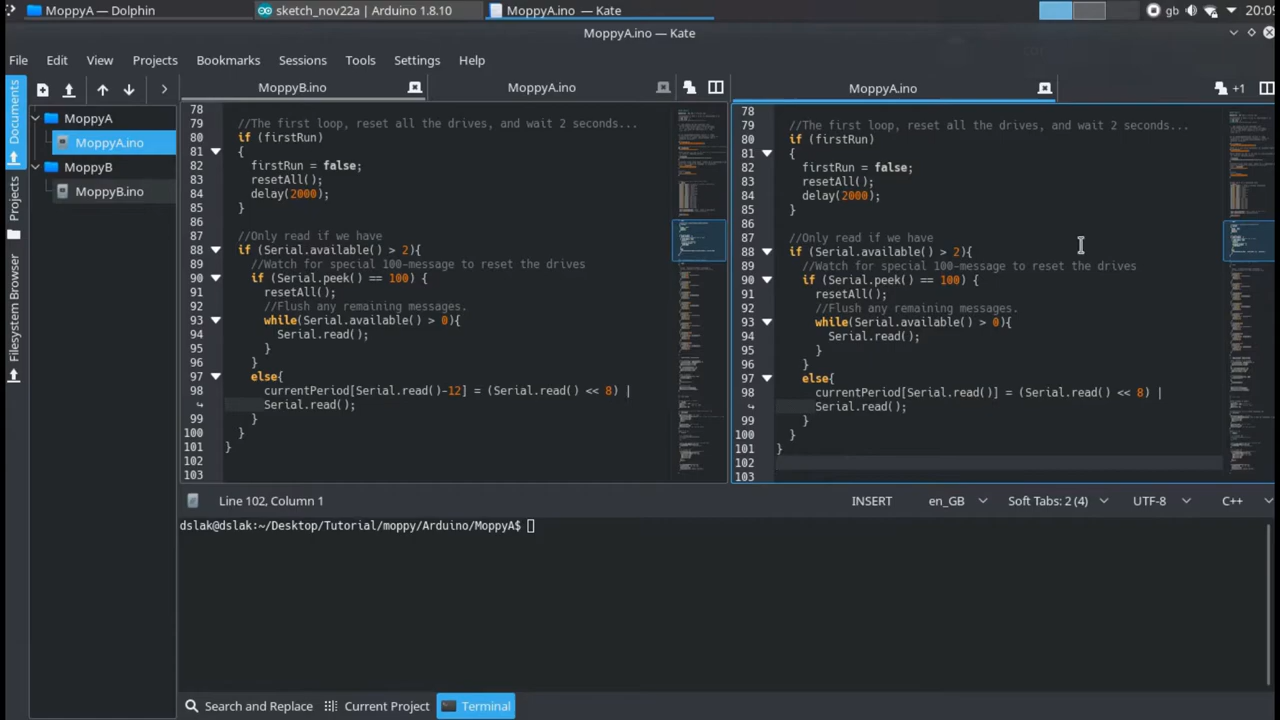 MoppyA — Dolphin
sketch_nov22a | Arduino 1.8.10
MoppyA.ino — Kate
gb
20:09
MoppyA.ino — Kate
File Edit View Projects Bookmarks Sessions Tools Settings Help
Documents
Projects
Filesystem Browser
MoppyA
MoppyA.ino
MoppyB
MoppyB.ino
MoppyB.ino
MoppyA.ino
78
79 //The first loop, reset all the drives, and wait 2 seconds...
80 if (firstRun)
81 {
82 firstRun = false;
83 resetAll();
84 delay(2000);
85 }
86
87 //Only read if we have
88 if (Serial.available() > 2){
89 //Watch for special 100-message to reset the drives
90 if (Serial.peek() == 100) {
91 resetAll();
92 //Flush any remaining messages.
93 while(Serial.available() > 0){
94 Serial.read();
95 }
96 }
97 else{
98 currentPeriod[Serial.read()-12] = (Serial.read() << 8) |
Serial.read();
99 }
100 }
101 }
102
103
MoppyA.ino
+1
78
79 //The first loop, reset all the drives, and wait 2 seconds...
80 if (firstRun)
81 {
82 firstRun = false;
83 resetAll();
84 delay(2000);
85 }
86
87 //Only read if we have
88 if (Serial.available() > 2){
89 //Watch for special 100-message to reset the drives
90 if (Serial.peek() == 100) {
91 resetAll();
92 //Flush any remaining messages.
93 while(Serial.available() > 0){
94 Serial.read();
95 }
96 }
97 else{
98 currentPeriod[Serial.read()] = (Serial.read() << 8) |
Serial.read();
99 }
100 }
101 }
102
103
Line 102, Column 1
INSERT
en_GB
Soft Tabs: 2 (4)
UTF-8
C++
dslak@dslak:~/Desktop/Tutorial/moppy/Arduino/MoppyA$
Search and Replace
Current Project
Terminal